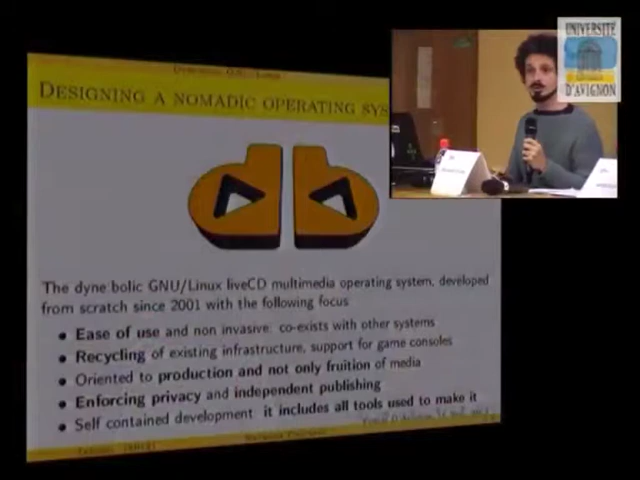 UNIVERSITÉ
D'AVIGNON
DESIGNING A NOMADIC OPERATING SYS
The dyne bolic GNU/Linux liveCD multimedia operating system, developed
from scratch since 2001 with the following focus
• Ease of use and non invasive co-exists with other systems
• Recycling of existing infrastructure, support for game consoles
• Oriented to production and not only fruition of media
• Enforcing privacy and independent publishing
• Self contained development it includes all tools used to make it